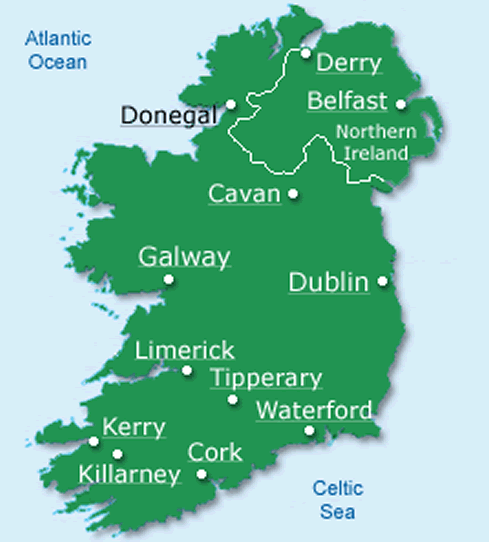 Atlantic
Ocean
Derry
Belfast
Donegal
Northern
Ireland
Cavan
Galway
Dublin
Limerick
Tipperary
Waterford
Kerry
Cork
Killarney
Celtic
Sea